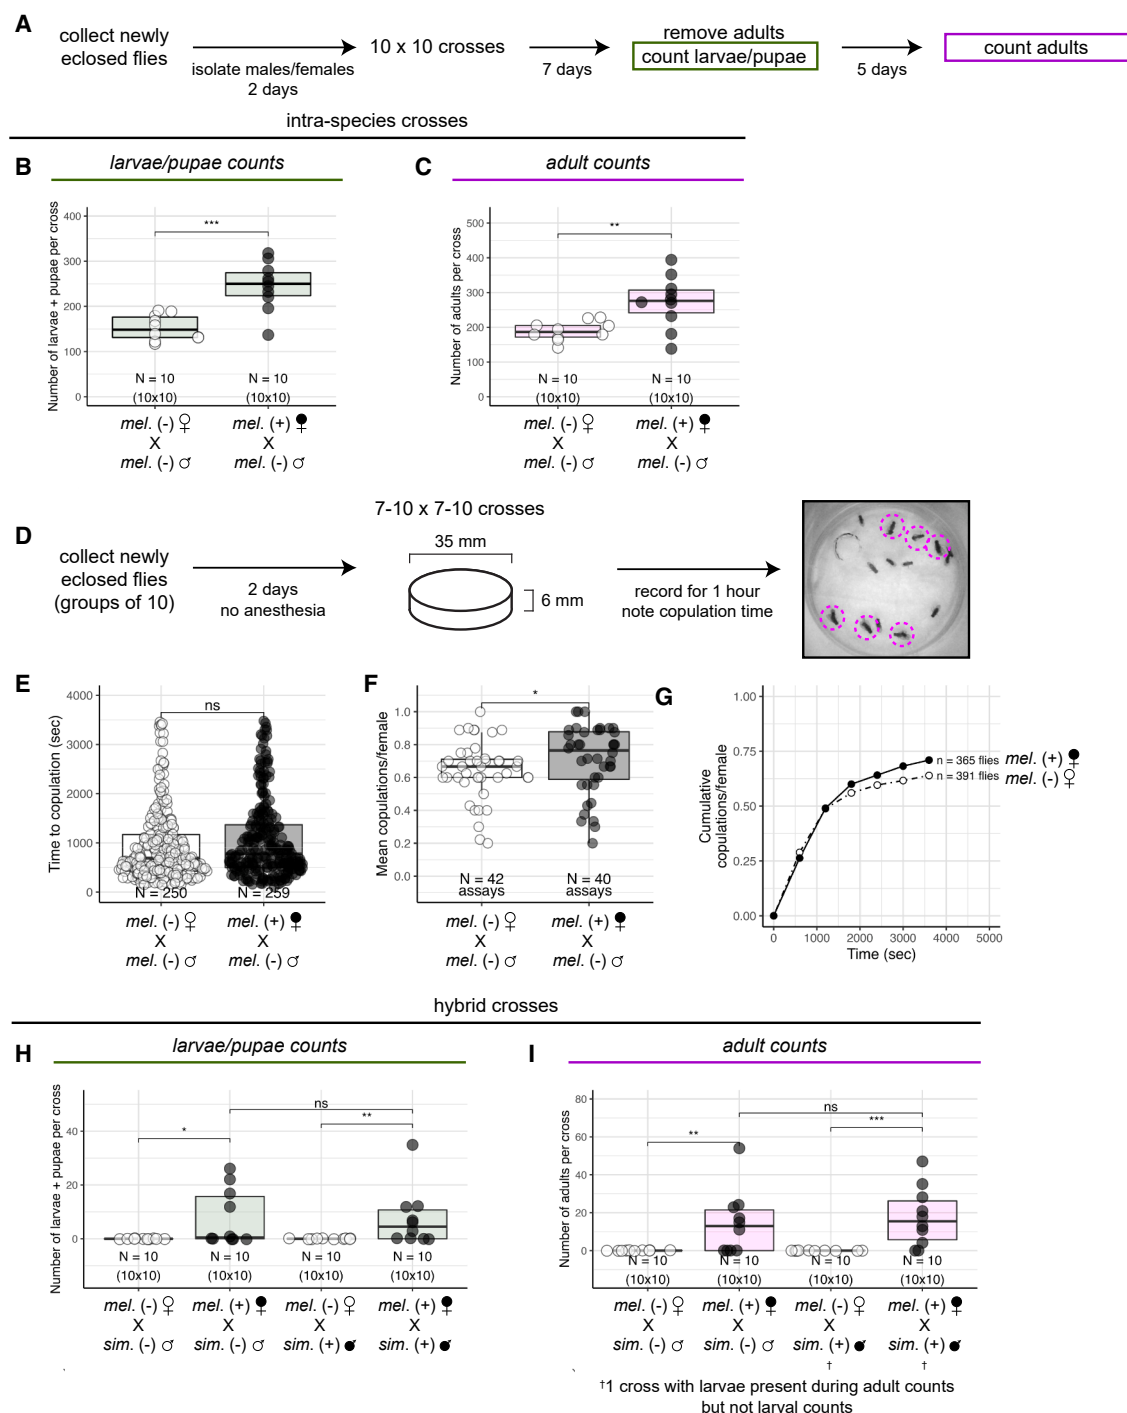 A
collect newly
eclosed flies
isolate males/females
2 days
10 x 10 crosses
7 days
remove adults
count larvae/pupae
5 days
count adults
intra-species crosses
B
larvae/pupae counts
Number of larvae + pupae per cross
400
300
200
100
0
***
N = 10
(10x10)
N = 10
(10x10)
mel. (-) ♀
X
mel. (-) ♂
mel. (+) ♀
X
mel. (-) ♂
C
adult counts
Number of adults per cross
500
400
300
200
100
0
**
N = 10
(10x10)
N = 10
(10x10)
mel. (-) ♀
X
mel. (-) ♂
mel. (+) ♀
X
mel. (-) ♂
D
collect newly
eclosed flies
(groups of 10)
2 days
no anesthesia
7-10 x 7-10 crosses
35 mm
6 mm
record for 1 hour
note copulation time
E
Time to copulation (sec)
4000
3000
2000
1000
0
ns
N = 250
N = 259
mel. (-) ♀
X
mel. (-) ♂
mel. (+) ♀
X
mel. (-) ♂
F
Mean copulations/female
1.0
0.8
0.6
0.4
0.2
0.0
*
N = 42
assays
N = 40
assays
mel. (-) ♀
X
mel. (-) ♂
mel. (+) ♀
X
mel. (-) ♂
G
Cumulative
copulations/female
1.00
0.75
0.50
0.25
0.00
n = 365 flies
mel. (+) ♀
n = 391 flies
mel. (-) ♀
0
1000
2000
3000
4000
5000
Time (sec)
hybrid crosses
H
larvae/pupae counts
Number of larvae + pupae per cross
40
20
0
ns
*
**
N = 10
(10x10)
N = 10
(10x10)
N = 10
(10x10)
N = 10
(10x10)
mel. (-) ♀
X
sim. (-) ♂
mel. (+) ♀
X
sim. (-) ♂
mel. (-) ♀
X
sim. (+) ♂
mel. (+) ♀
X
sim. (+) ♂
I
adult counts
Number of adults per cross
80
60
40
20
0
ns
**
***
N = 10
(10x10)
N = 10
(10x10)
N = 10
(10x10)
N = 10
(10x10)
mel. (-) ♀
X
sim. (-) ♂
mel. (+) ♀
X
sim. (-) ♂
mel. (-) ♀
X
sim. (+) ♂
†
mel. (+) ♀
X
sim. (+) ♂
†
†1 cross with larvae present during adult counts
but not larval counts